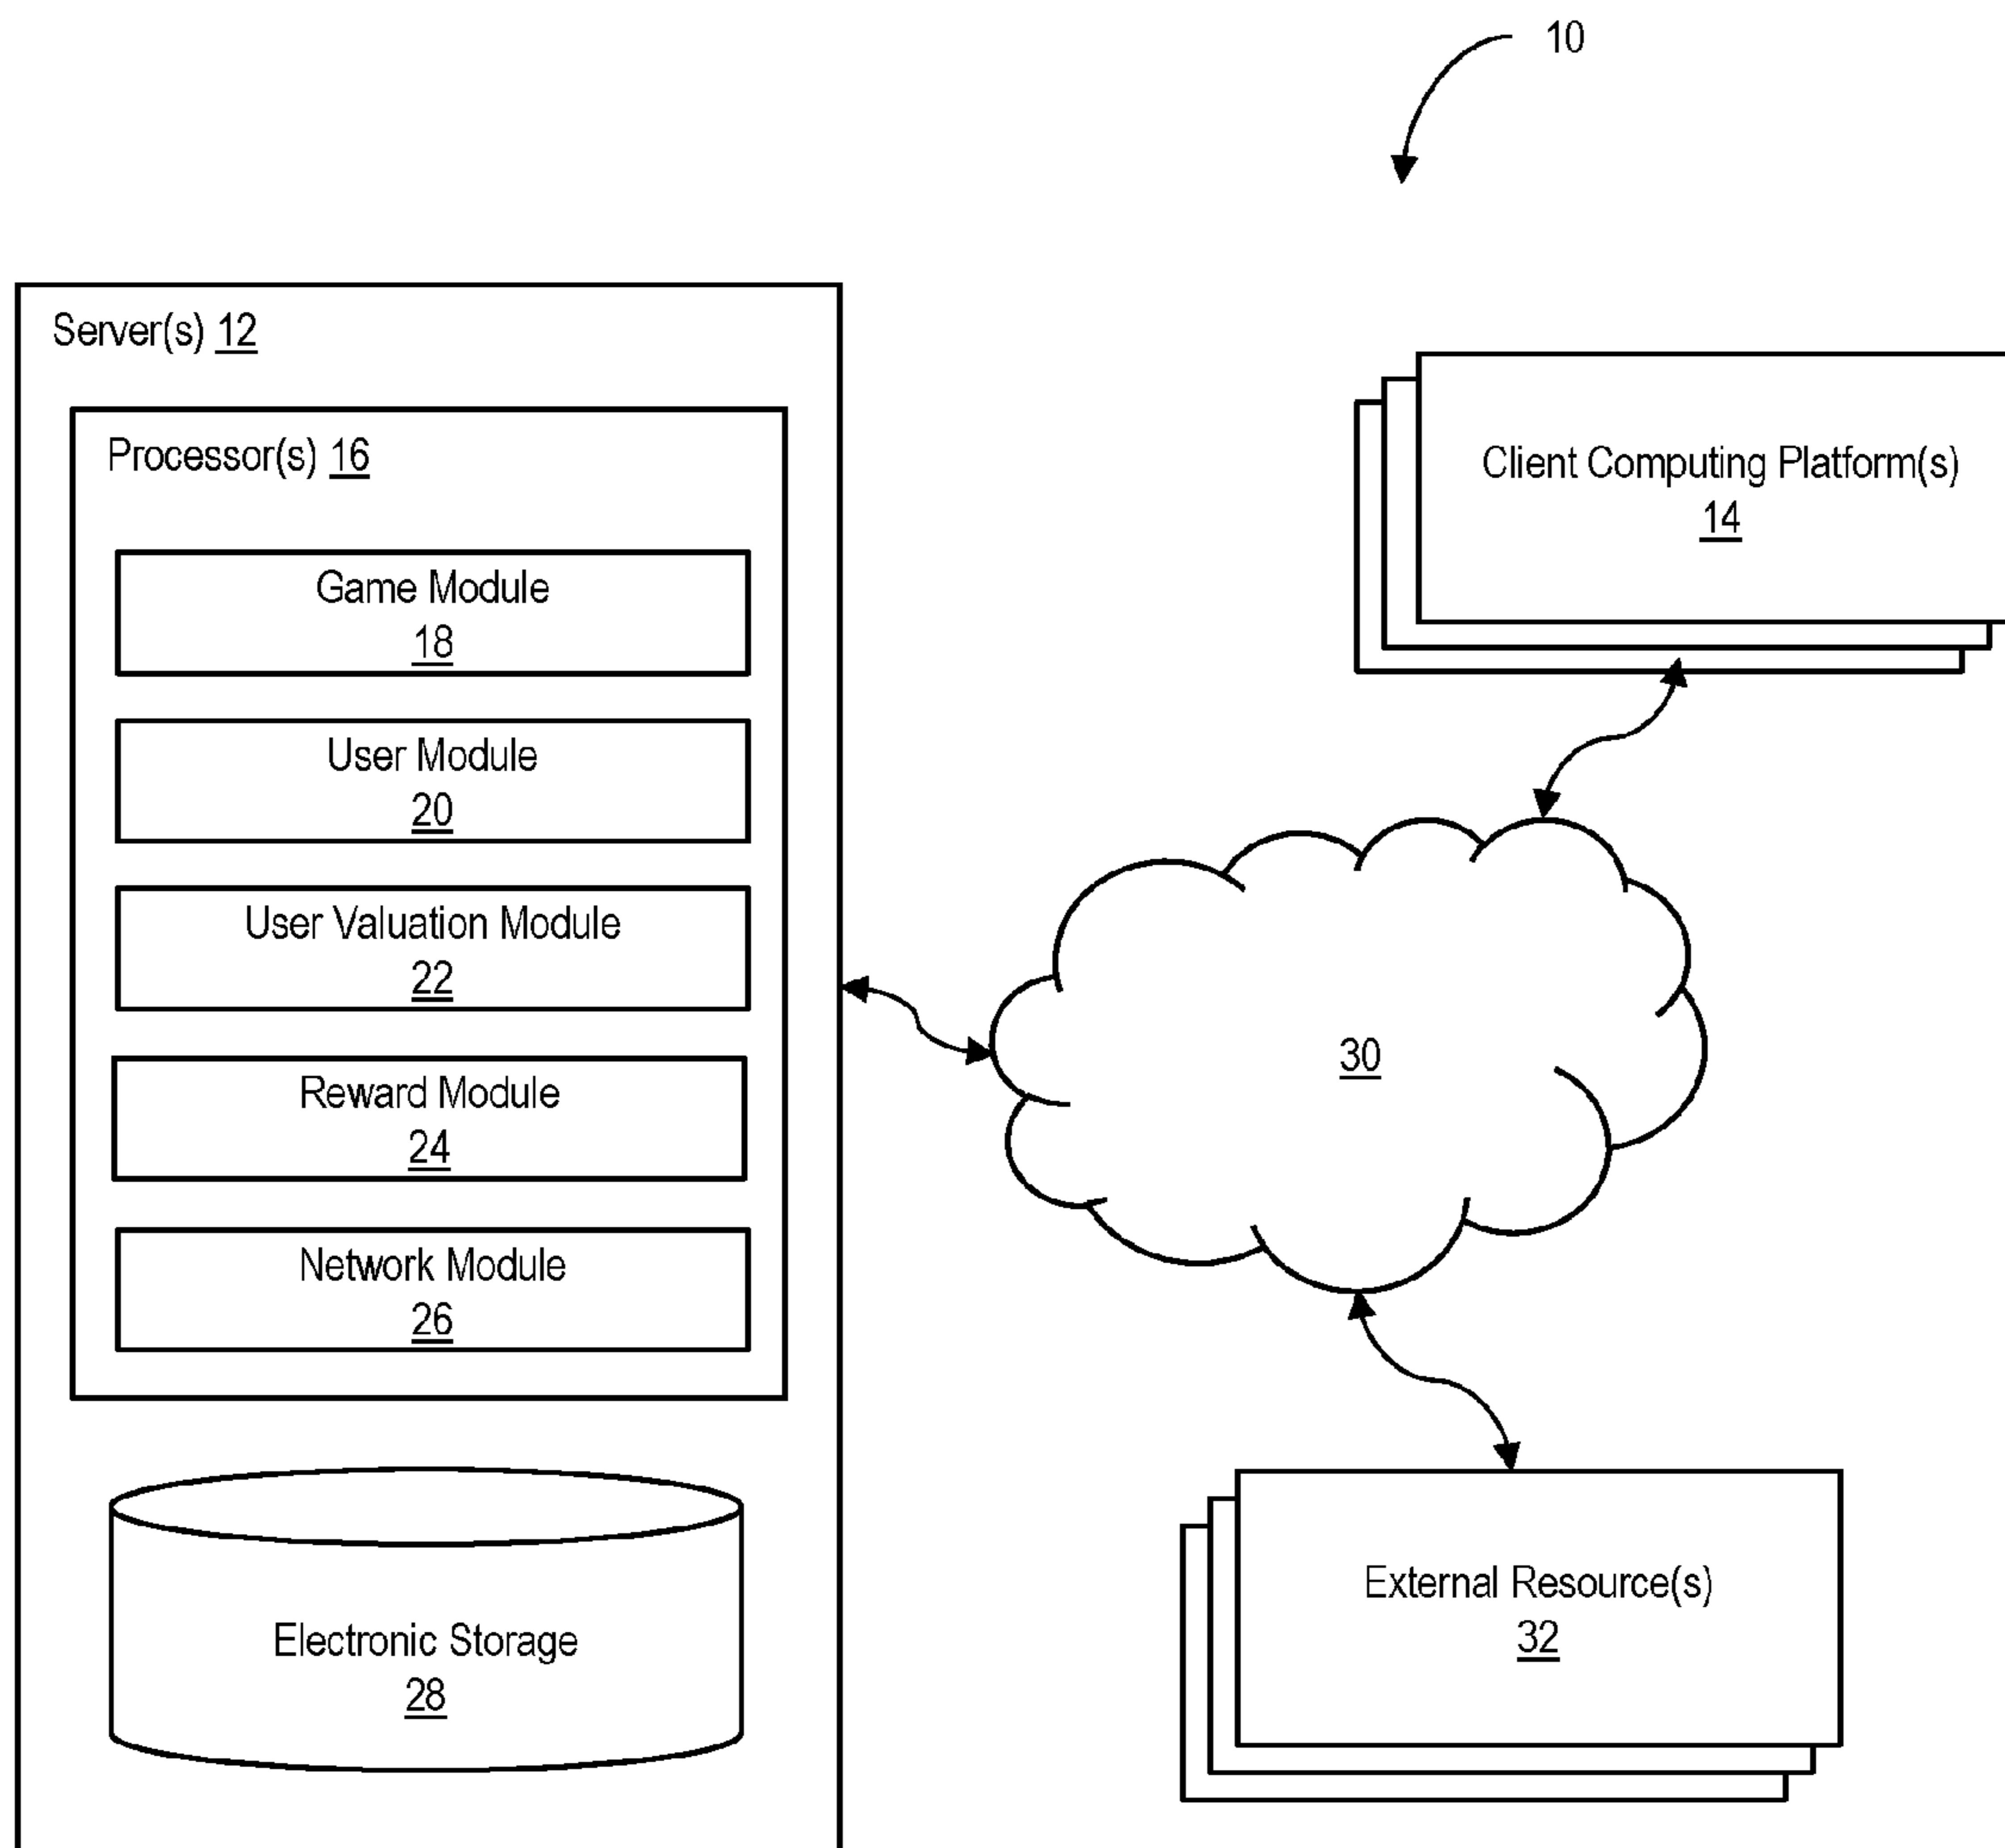 10
Server(s) 12
Processor(s) 16
Game Module
18
User Module
20
User Valuation Module
22
Reward Module
24
Network Module
26
Electronic Storage
28
Client Computing Platform(s)
14
30
External Resource(s)
32